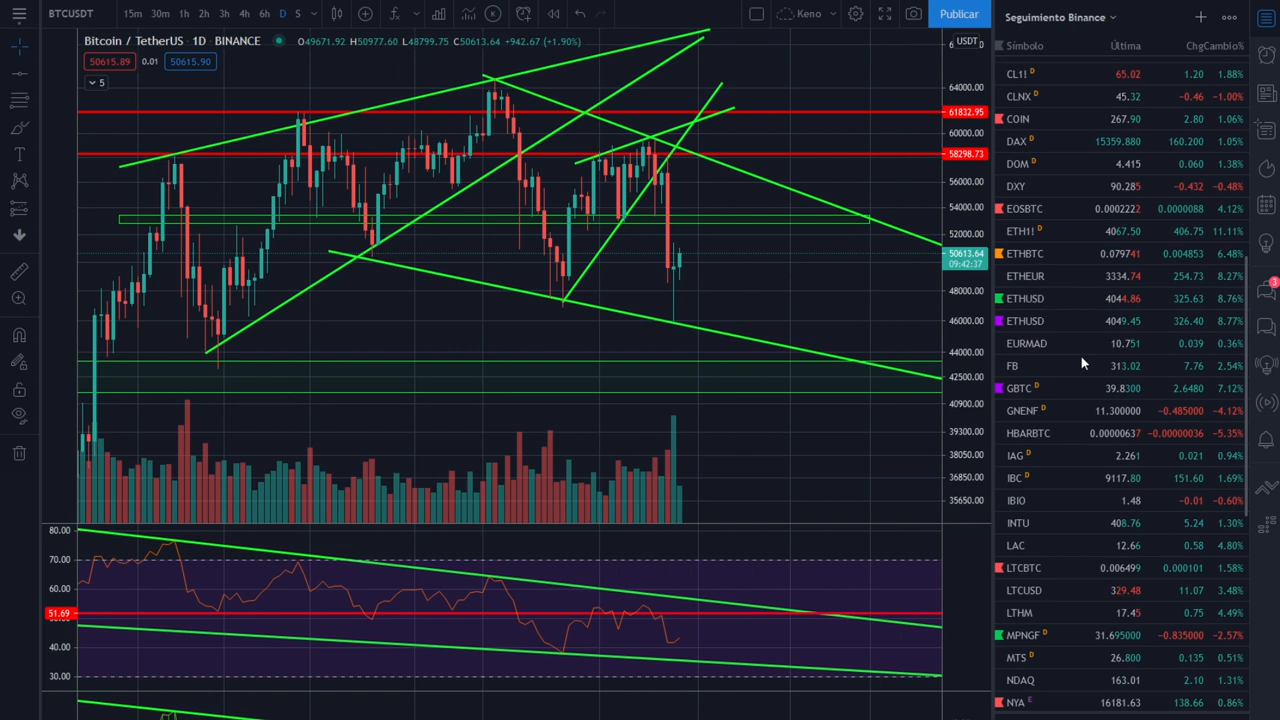 BTCUSDT 15m 30m 1h 2h 3h 4h 6h D S Keno Publicar
Bitcoin / TetherUS 1D BINANCE O49671.92 H50977.60 L48799.75 C50613.64 +942.67 (+1.90%)
50615.89 0.01 50615.90
5
USDT
64000.00
61832.95
60000.00
58298.73
56000.00
54000.00
52000.00
50613.64
09:42:37
48000.00
46000.00
44000.00
42500.00
40900.00
39300.00
38050.00
36850.00
35650.00
80.00
70.00
60.00
51.69
40.00
30.00
Seguimiento Binance
Símbolo Última Chg Cambio%
CL1! D 65.02 1.20 1.88%
CLNX D 45.32 −0.46 −1.00%
COIN 267.90 2.80 1.06%
DAX D 15359.880 160.200 1.05%
DOM D 4.415 0.060 1.38%
DXY 90.285 −0.432 −0.48%
EOSBTC 0.0002222 0.0000088 4.12%
ETH1! D 4067.50 406.75 11.11%
ETHBTC 0.079741 0.004853 6.48%
ETHEUR 3334.74 254.73 8.27%
ETHUSD 4044.86 325.63 8.76%
ETHUSD 4049.45 326.40 8.77%
EURMAD 10.751 0.039 0.36%
FB 313.02 7.76 2.54%
GBTC D 39.8300 2.6480 7.12%
GNENF D 11.300000 −0.485000 −4.12%
HBARBTC 0.00000637 −0.00000036 −5.35%
IAG D 2.261 0.021 0.94%
IBC D 9117.80 151.60 1.69%
IBIO 1.48 −0.01 −0.60%
INTU 408.76 5.24 1.30%
LAC 12.66 0.58 4.80%
LTCBTC 0.006499 0.000101 1.58%
LTCUSD 329.48 11.07 3.48%
LTHM 17.45 0.75 4.49%
MPNGF D 31.695000 −0.835000 −2.57%
MTS D 26.800 0.135 0.51%
NDAQ 163.01 2.10 1.31%
NYA E 16181.63 138.66 0.86%
3